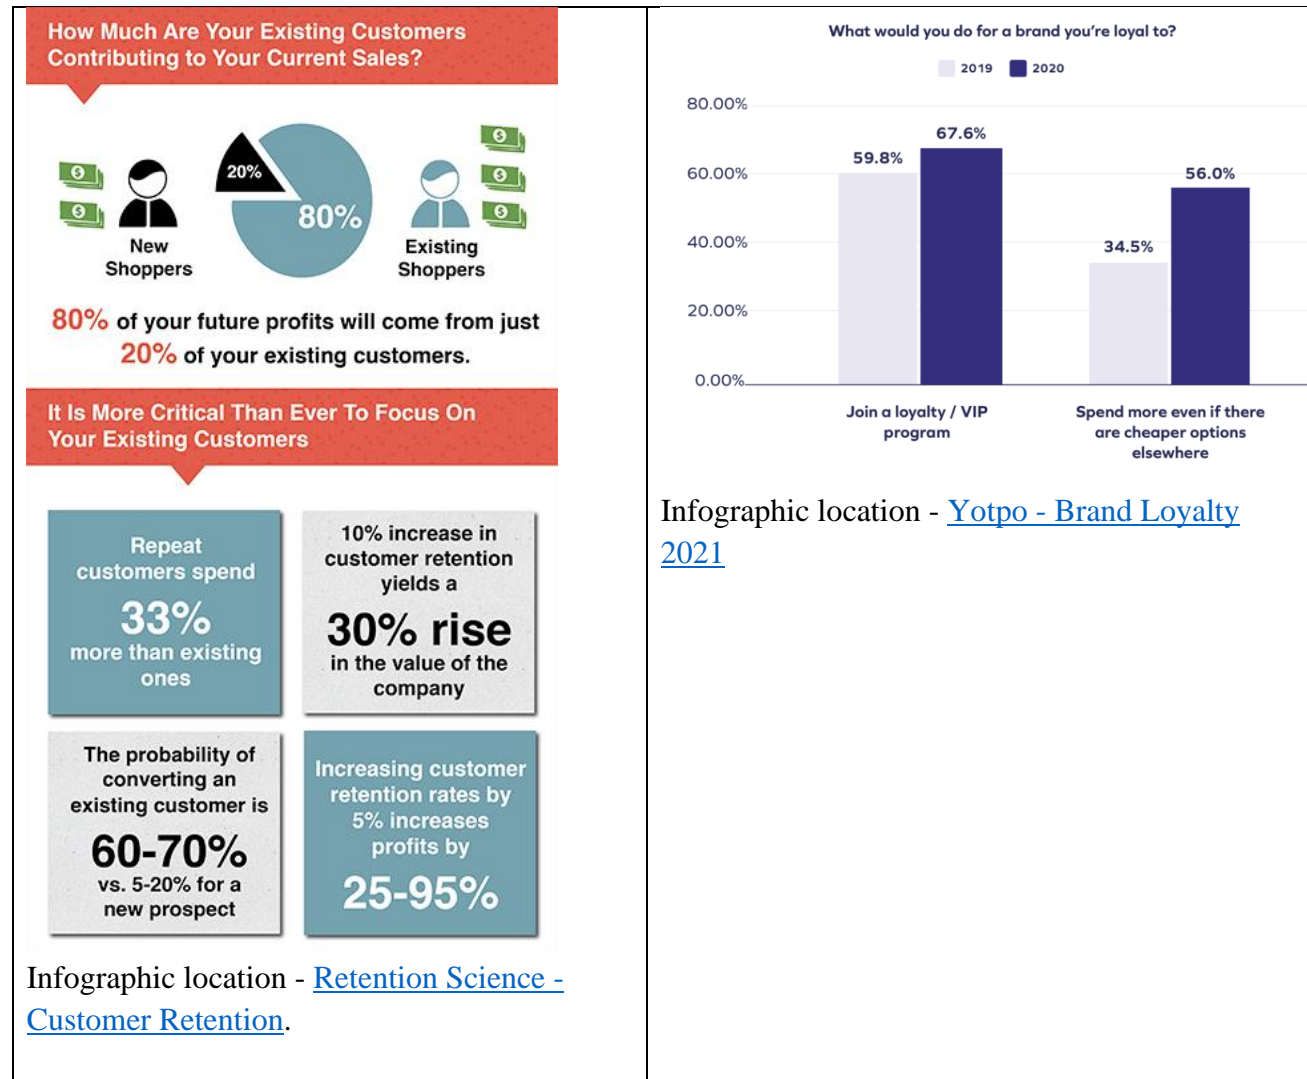 How Much Are Your Existing Customers
Contributing to Your Current Sales?
20%
80%
New
Shoppers
Existing
Shoppers
80% of your future profits will come from just
20% of your existing customers.
It Is More Critical Than Ever To Focus On
Your Existing Customers
Repeat
customers spend
33%
more than existing
ones
10% increase in
customer retention
yields a
30% rise
in the value of the
company
The probability of
converting an
existing customer is
60-70%
vs. 5-20% for a
new prospect
Increasing customer
retention rates by
5% increases
profits by
25-95%
Infographic location - Retention Science -
Customer Retention.
What would you do for a brand you're loyal to?
2019 2020
80.00%
60.00%
40.00%
20.00%
0.00%
59.8%
67.6%
34.5%
56.0%
Join a loyalty / VIP
program
Spend more even if there
are cheaper options
elsewhere
Infographic location - Yotpo - Brand Loyalty
2021